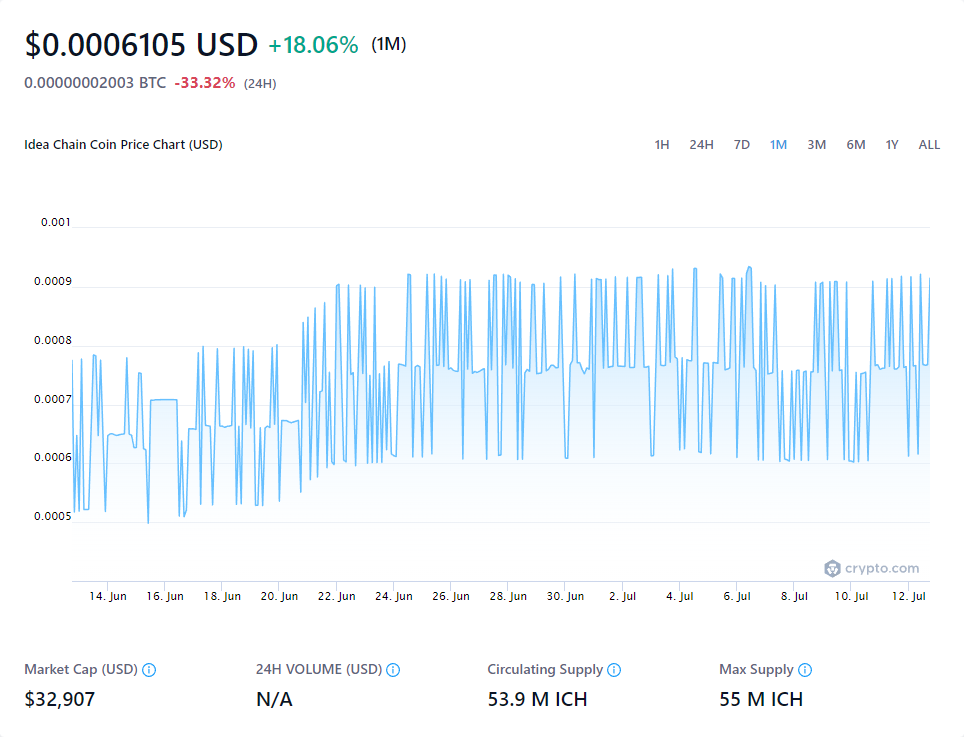 $0.0006105 USD +18.06% (1M)
0.00000002003 BTC -33.32% (24H)
Idea Chain Coin Price Chart (USD) 1H 24H 7D 1M 3M 6M 1Y ALL
0.001
0.0009
0.0008
0.0007
0.0006
0.0005
crypto.com
14. Jun 16. Jun 18. Jun 20. Jun 22. Jun 24. Jun 26. Jun 28. Jun 30. Jun 2. Jul 4. Jul 6. Jul 8. Jul 10. Jul 12. Jul
Market Cap (USD) 24H VOLUME (USD) Circulating Supply Max Supply
$32,907 N/A 53.9 M ICH 55 M ICH